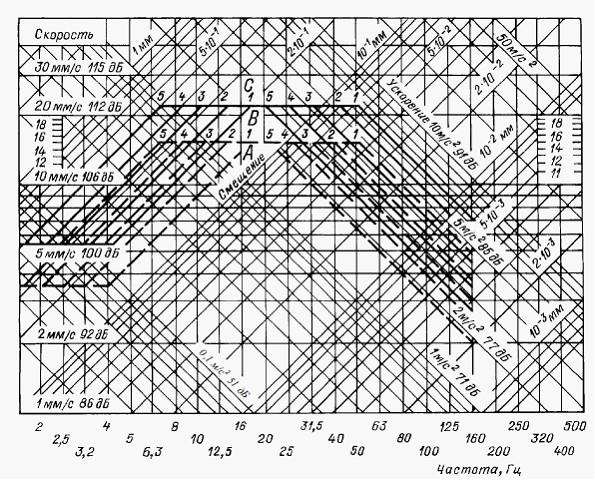 Скорость
1 мм
5·10⁻¹
2·10⁻¹
10⁻¹ мм
5·10⁻²
50 м/с²
30 мм/с 115 дБ
2·10⁻²
C
5 4 3 2 1 5 4 3 2 1
20 мм/с 112 дБ
Ускорение 10 м/с² 91 дБ
10⁻² мм
B
18
16
14
12
18
16
14
12
11
5 4 3 2 1 5 4 3 2 1
A
10 мм/с 106 дБ
Смещение
5·10⁻³
5 м/с² 85 дБ
2·10⁻³
5 мм/с 100 дБ
2 мм/с 92 дБ
2 м/с² 77 дБ
10⁻³ мм
0,1 м/с² 51 дБ
1 м/с² 71 дБ
1 мм/с 86 дБ
2 4 8 16 31,5 63 125 250 500
2,5 5 10 20 40 80 160 320
3,2 6,3 12,5 25 50 100 200 400
Частота, Гц